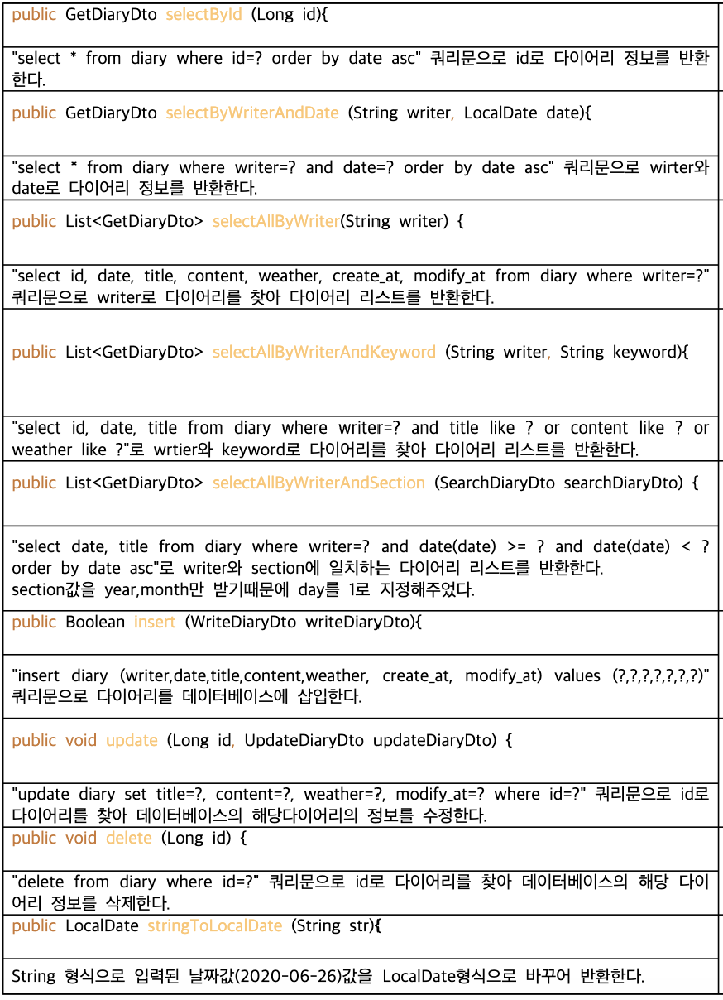 public GetDiaryDto selectById (Long id){
"select * from diary where id=? order by date asc" 쿼리문으로 id로 다이어리 정보를 반환
한다.
public GetDiaryDto selectByWriterAndDate (String writer, LocalDate date){
"select * from diary where writer=? and date=? order by date asc" 쿼리문으로 wirter와
date로 다이어리 정보를 반환한다.
public List<GetDiaryDto> selectAllByWriter(String writer) {
"select id, date, title, content, weather, create_at, modify_at from diary where writer=?"
쿼리문으로 writer로 다이어리를 찾아 다이어리 리스트를 반환한다.
public List<GetDiaryDto> selectAllByWriterAndKeyword (String writer, String keyword){
"select id, date, title from diary where writer=? and title like ? or content like ? or
weather like ?"로 wrtier와 keyword로 다이어리를 찾아 다이어리 리스트를 반환한다.
public List<GetDiaryDto> selectAllByWriterAndSection (SearchDiaryDto searchDiaryDto) {
"select date, title from diary where writer=? and date(date) >= ? and date(date) < ?
order by date asc"로 writer와 section에 일치하는 다이어리 리스트를 반환한다.
section값을 year,month만 받기때문에 day를 1로 지정해주었다.
public Boolean insert (WriteDiaryDto writeDiaryDto){
"insert diary (writer,date,title,content,weather, create_at, modify_at) values (?,?,?,?,?,?,?)"
쿼리문으로 다이어리를 데이터베이스에 삽입한다.
public void update (Long id, UpdateDiaryDto updateDiaryDto) {
"update diary set title=?, content=?, weather=?, modify_at=? where id=?" 쿼리문으로 id로
다이어리를 찾아 데이터베이스의 해당다이어리의 정보를 수정한다.
public void delete (Long id) {
"delete from diary where id=?" 쿼리문으로 id로 다이어리를 찾아 데이터베이스의 해당 다이
어리 정보를 삭제한다.
public LocalDate stringToLocalDate (String str){
String 형식으로 입력된 날짜값(2020-06-26)값을 LocalDate형식으로 바꾸어 반환한다.